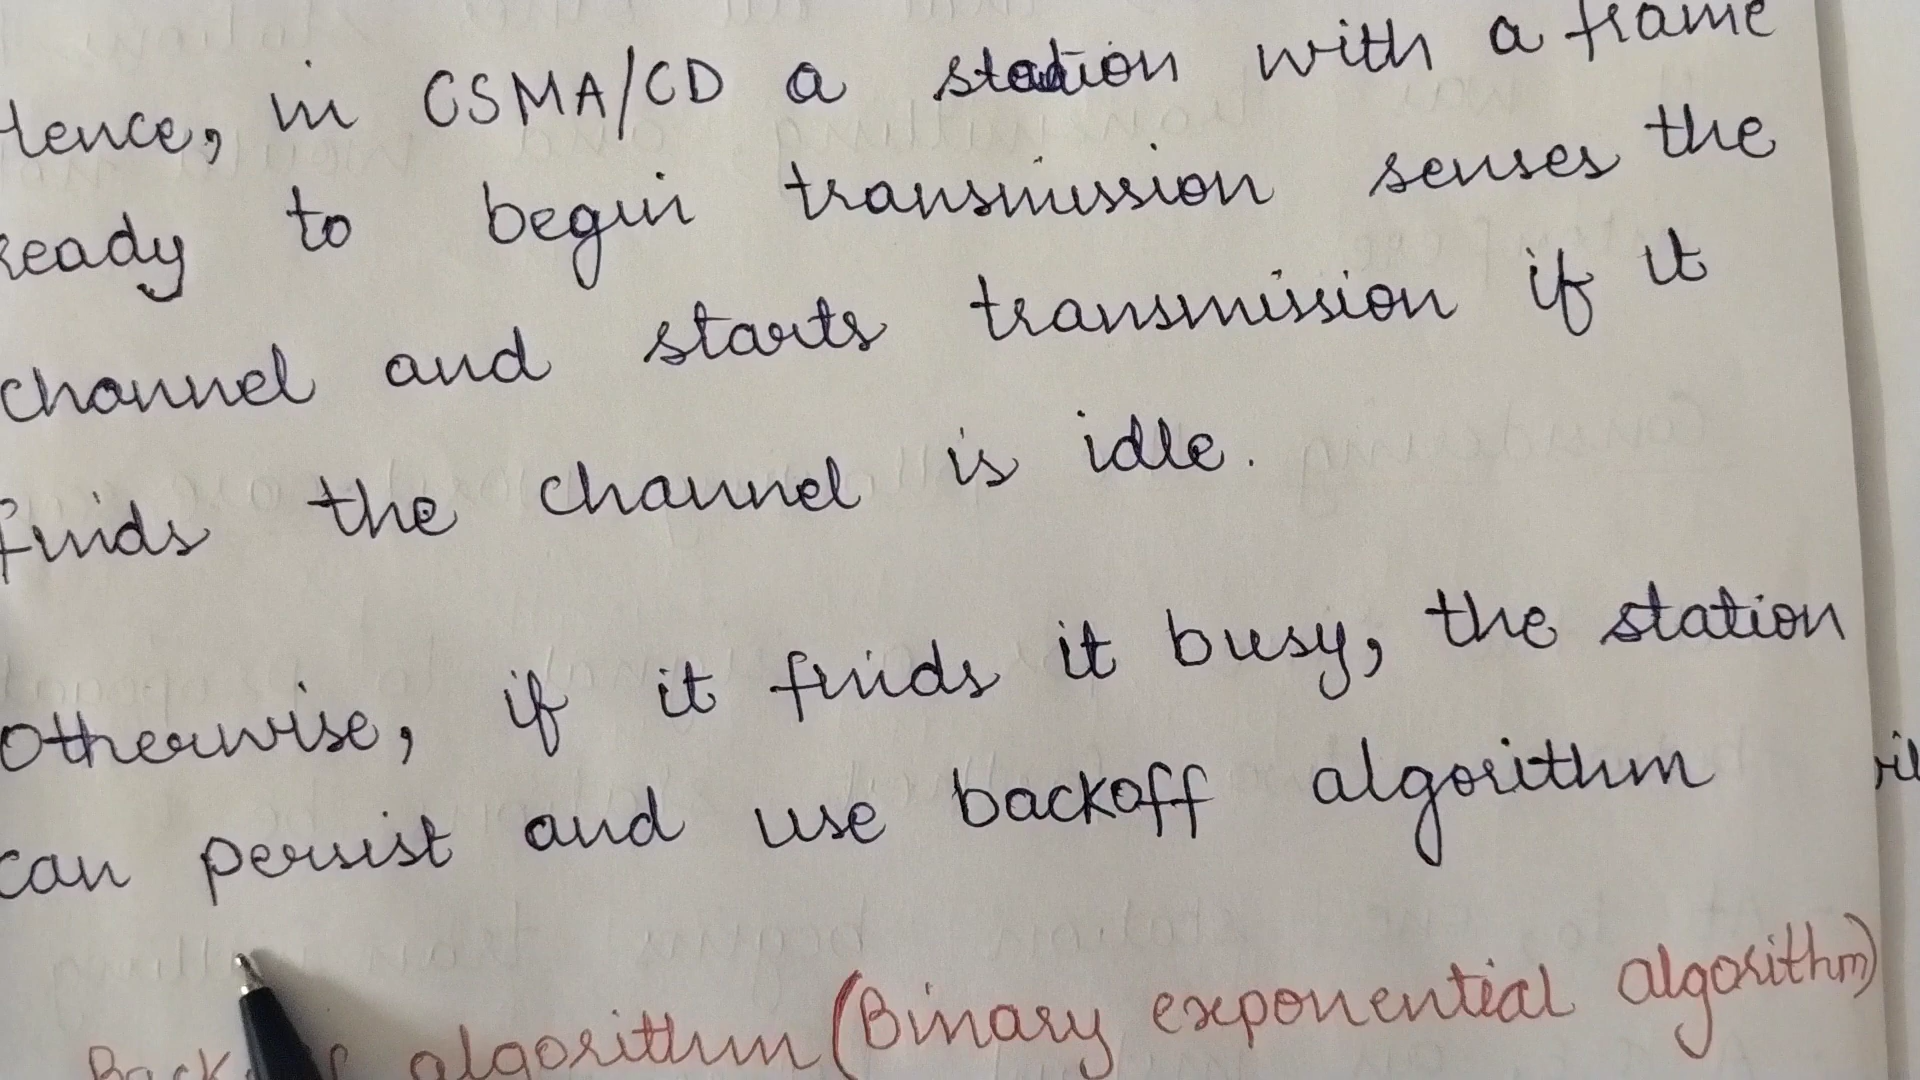 Hence, in CSMA/CD a station with a frame
ready to begin transmission senses the
channel and starts transmission if it
finds the channel is idle.
Otherwise, if it finds it busy, the station
can persist and use backoff algorithm
algorithm (Binary exponential algorithm)